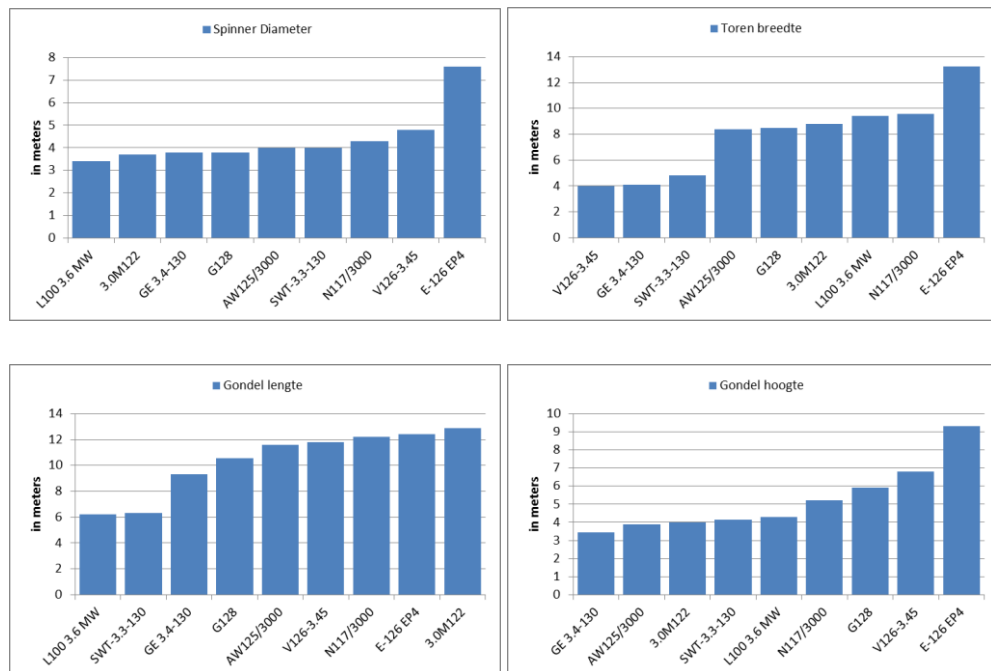 Spinner Diameter
in meters
8
7
6
5
4
3
2
1
0
L100 3.6 MW
3.0M122
GE 3.4-130
G128
AW125/3000
SWT-3.3-130
N117/3000
V126-3.45
E-126 EP4
Toren breedte
in meters
14
12
10
8
6
4
2
0
V126-3.45
GE 3.4-130
SWT-3.3-130
AW125/3000
G128
3.0M122
L100 3.6 MW
N117/3000
E-126 EP4
Gondel lengte
in meters
14
12
10
8
6
4
2
0
L100 3.6 MW
SWT-3.3-130
GE 3.4-130
G128
AW125/3000
V126-3.45
N117/3000
E-126 EP4
3.0M122
Gondel hoogte
in meters
10
9
8
7
6
5
4
3
2
1
0
GE 3.4-130
AW125/3000
3.0M122
SWT-3.3-130
L100 3.6 MW
N117/3000
G128
V126-3.45
E-126 EP4